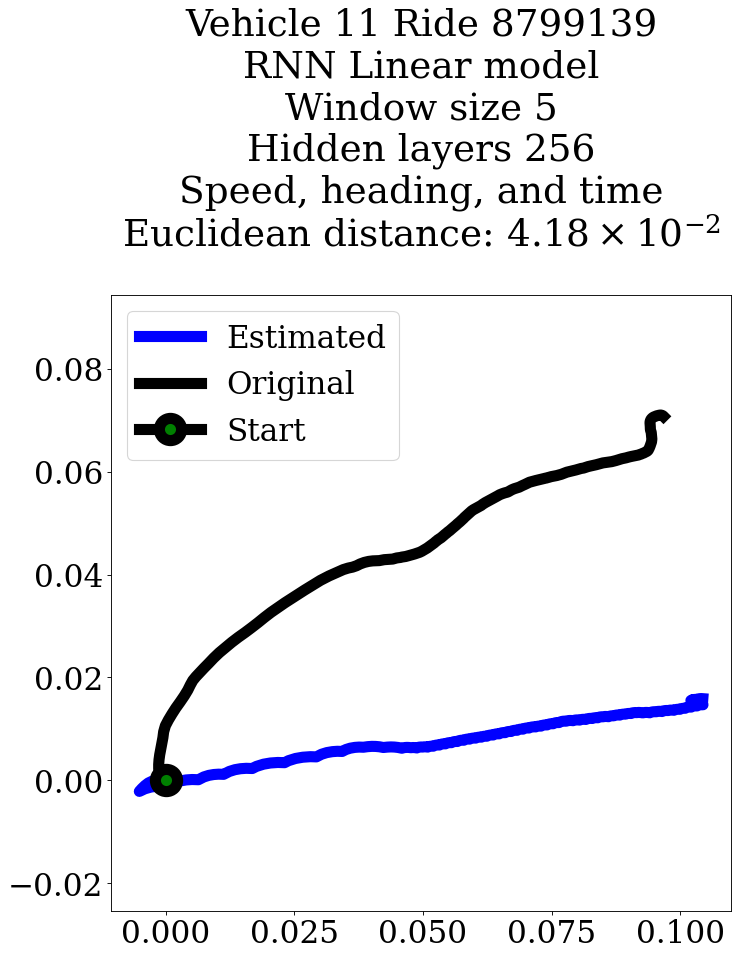 Vehicle 11 Ride 8799139
RNN Linear model
Window size 5
Hidden layers 256
Speed, heading, and time
Euclidean distance: 4.18 × 10⁻²
Estimated
Original
Start
0.08
0.06
0.04
0.02
0.00
−0.02
0.000 0.025 0.050 0.075 0.100